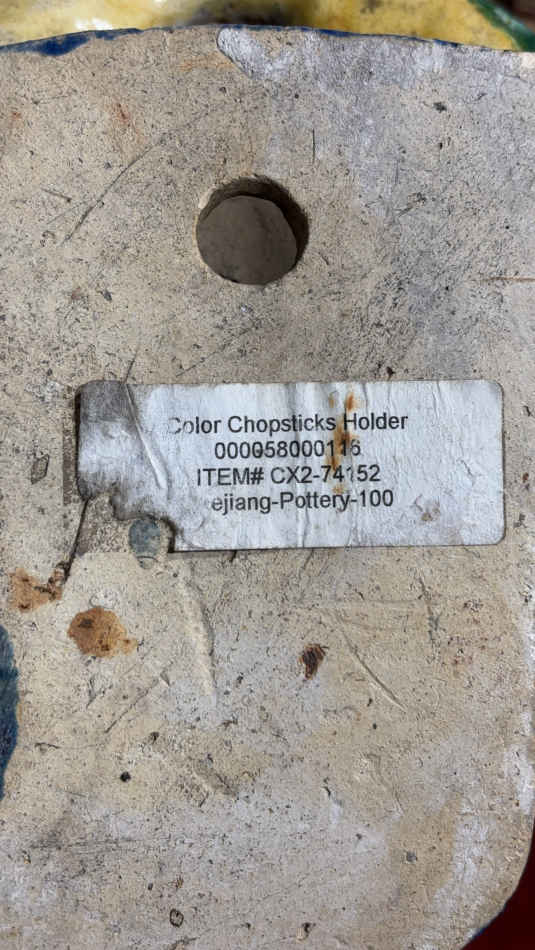 Color Chopsticks Holder
000058000116
ITEM# CX2-74152
ejiang-Pottery-100